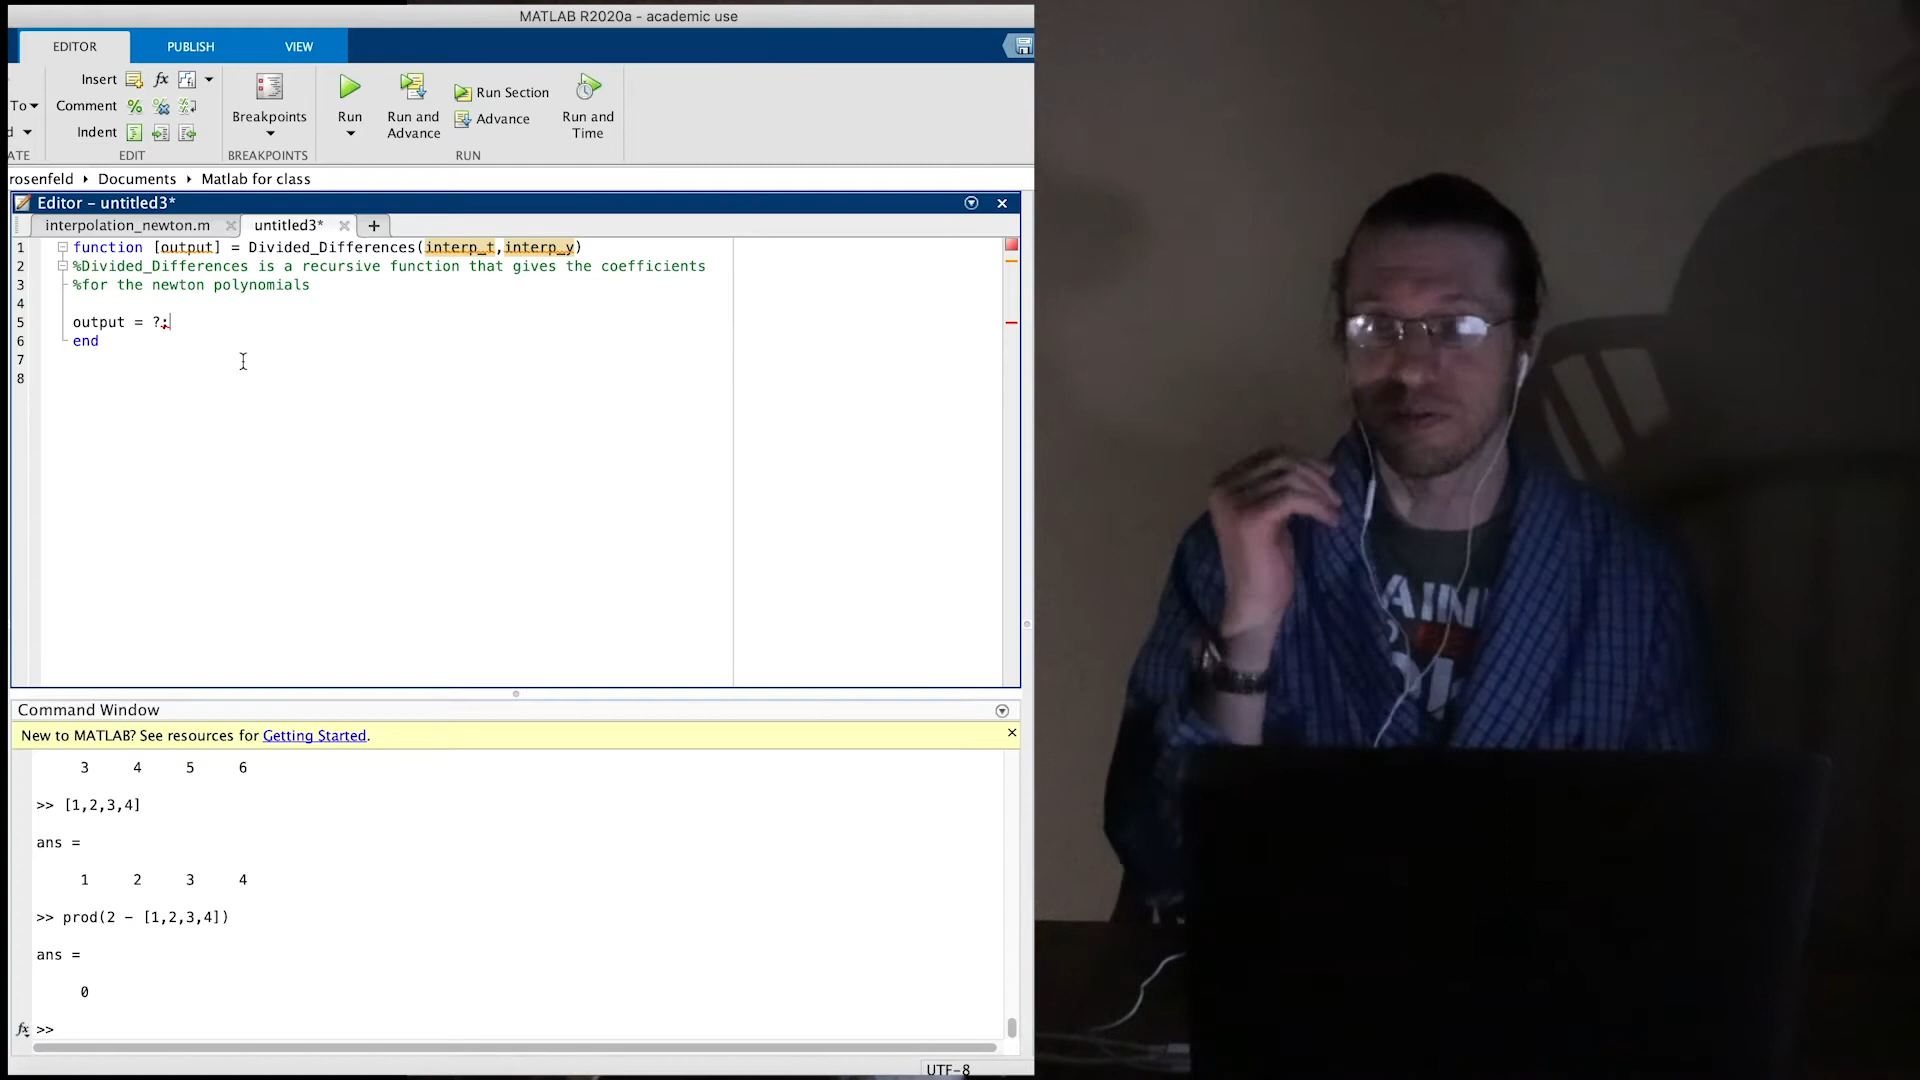 MATLAB R2020a - academic use
EDITOR PUBLISH VIEW
Insert fx
To Comment
Indent
Breakpoints
Run
Run and Advance
Run Section
Advance
Run and Time
ATE EDIT BREAKPOINTS RUN
rosenfeld Documents Matlab for class
Editor – untitled3*
interpolation_newton.m untitled3* +
1 function [output] = Divided_Differences(interp_t,interp_y)
2 %Divided_Differences is a recursive function that gives the coefficients
3 %for the newton polynomials
4
5 output = ?;
6 end
7
8
Command Window
New to MATLAB? See resources for Getting Started.
3 4 5 6
>> [1,2,3,4]
ans =
1 2 3 4
>> prod(2 - [1,2,3,4])
ans =
0
fx >>
UTF-8